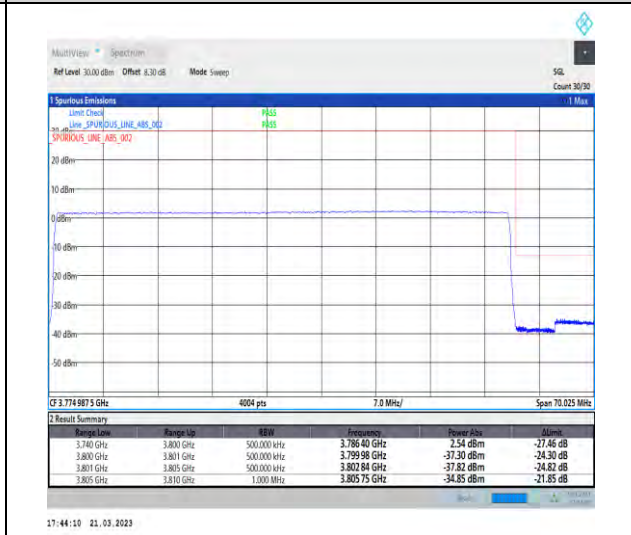 MultiView Spectrum
Ref Level 30.00 dBm Offset 8.30 dB Mode Sweep SGL
Count 30/30
1 Spurious Emissions 1 Max
Limit Check PASS
Line _SPURIOUS_LINE_ABS_002 PASS
30 dBm
_SPURIOUS_LINE_ABS_002
20 dBm
10 dBm
0 dBm
-10 dBm
-20 dBm
-30 dBm
-40 dBm
-50 dBm
CF 3.774 987 5 GHz 4004 pts 7.0 MHz/ Span 70.025 MHz
2 Result Summary
Range Low Range Up RBW Frequency Power Abs ΔLimit
3.740 GHz 3.800 GHz 500.000 kHz 3.786 40 GHz 2.54 dBm -27.46 dB
3.800 GHz 3.801 GHz 500.000 kHz 3.799 98 GHz -37.30 dBm -24.30 dB
3.801 GHz 3.805 GHz 500.000 kHz 3.802 84 GHz -37.82 dBm -24.82 dB
3.805 GHz 3.810 GHz 1.000 MHz 3.805 75 GHz -34.85 dBm -21.85 dB
17:44:10 21.03.2023